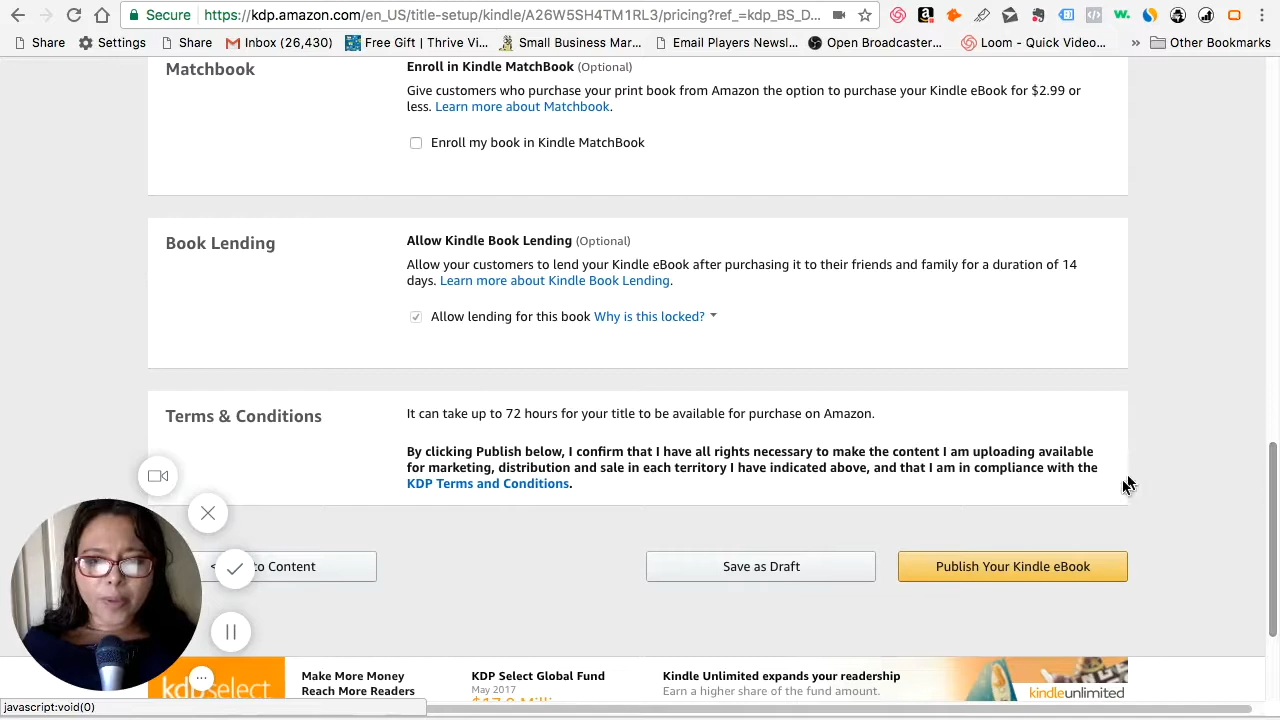 Secure https://kdp.amazon.com/en_US/title-setup/kindle/A26W5SH4TM1RL3/pricing?ref_=kdp_BS_D...
Share Settings Share Inbox (26,430) Free Gift | Thrive Vi... Small Business Mar... Email Players Newsl... Open Broadcaster... Loom - Quick Video... » Other Bookmarks
Matchbook
Enroll in Kindle MatchBook (Optional)
Give customers who purchase your print book from Amazon the option to purchase your Kindle eBook for $2.99 or
less. Learn more about Matchbook.
Enroll my book in Kindle MatchBook
Book Lending
Allow Kindle Book Lending (Optional)
Allow your customers to lend your Kindle eBook after purchasing it to their friends and family for a duration of 14
days. Learn more about Kindle Book Lending.
Allow lending for this book Why is this locked?
Terms & Conditions
It can take up to 72 hours for your title to be available for purchase on Amazon.
By clicking Publish below, I confirm that I have all rights necessary to make the content I am uploading available
for marketing, distribution and sale in each territory I have indicated above, and that I am in compliance with the
KDP Terms and Conditions.
< to Content
Save as Draft
Publish Your Kindle eBook
kdpselect
Make More Money
Reach More Readers
KDP Select Global Fund
May 2017
Kindle Unlimited expands your readership
Earn a higher share of the fund amount.
kindleunlimited
javascript:void(0)